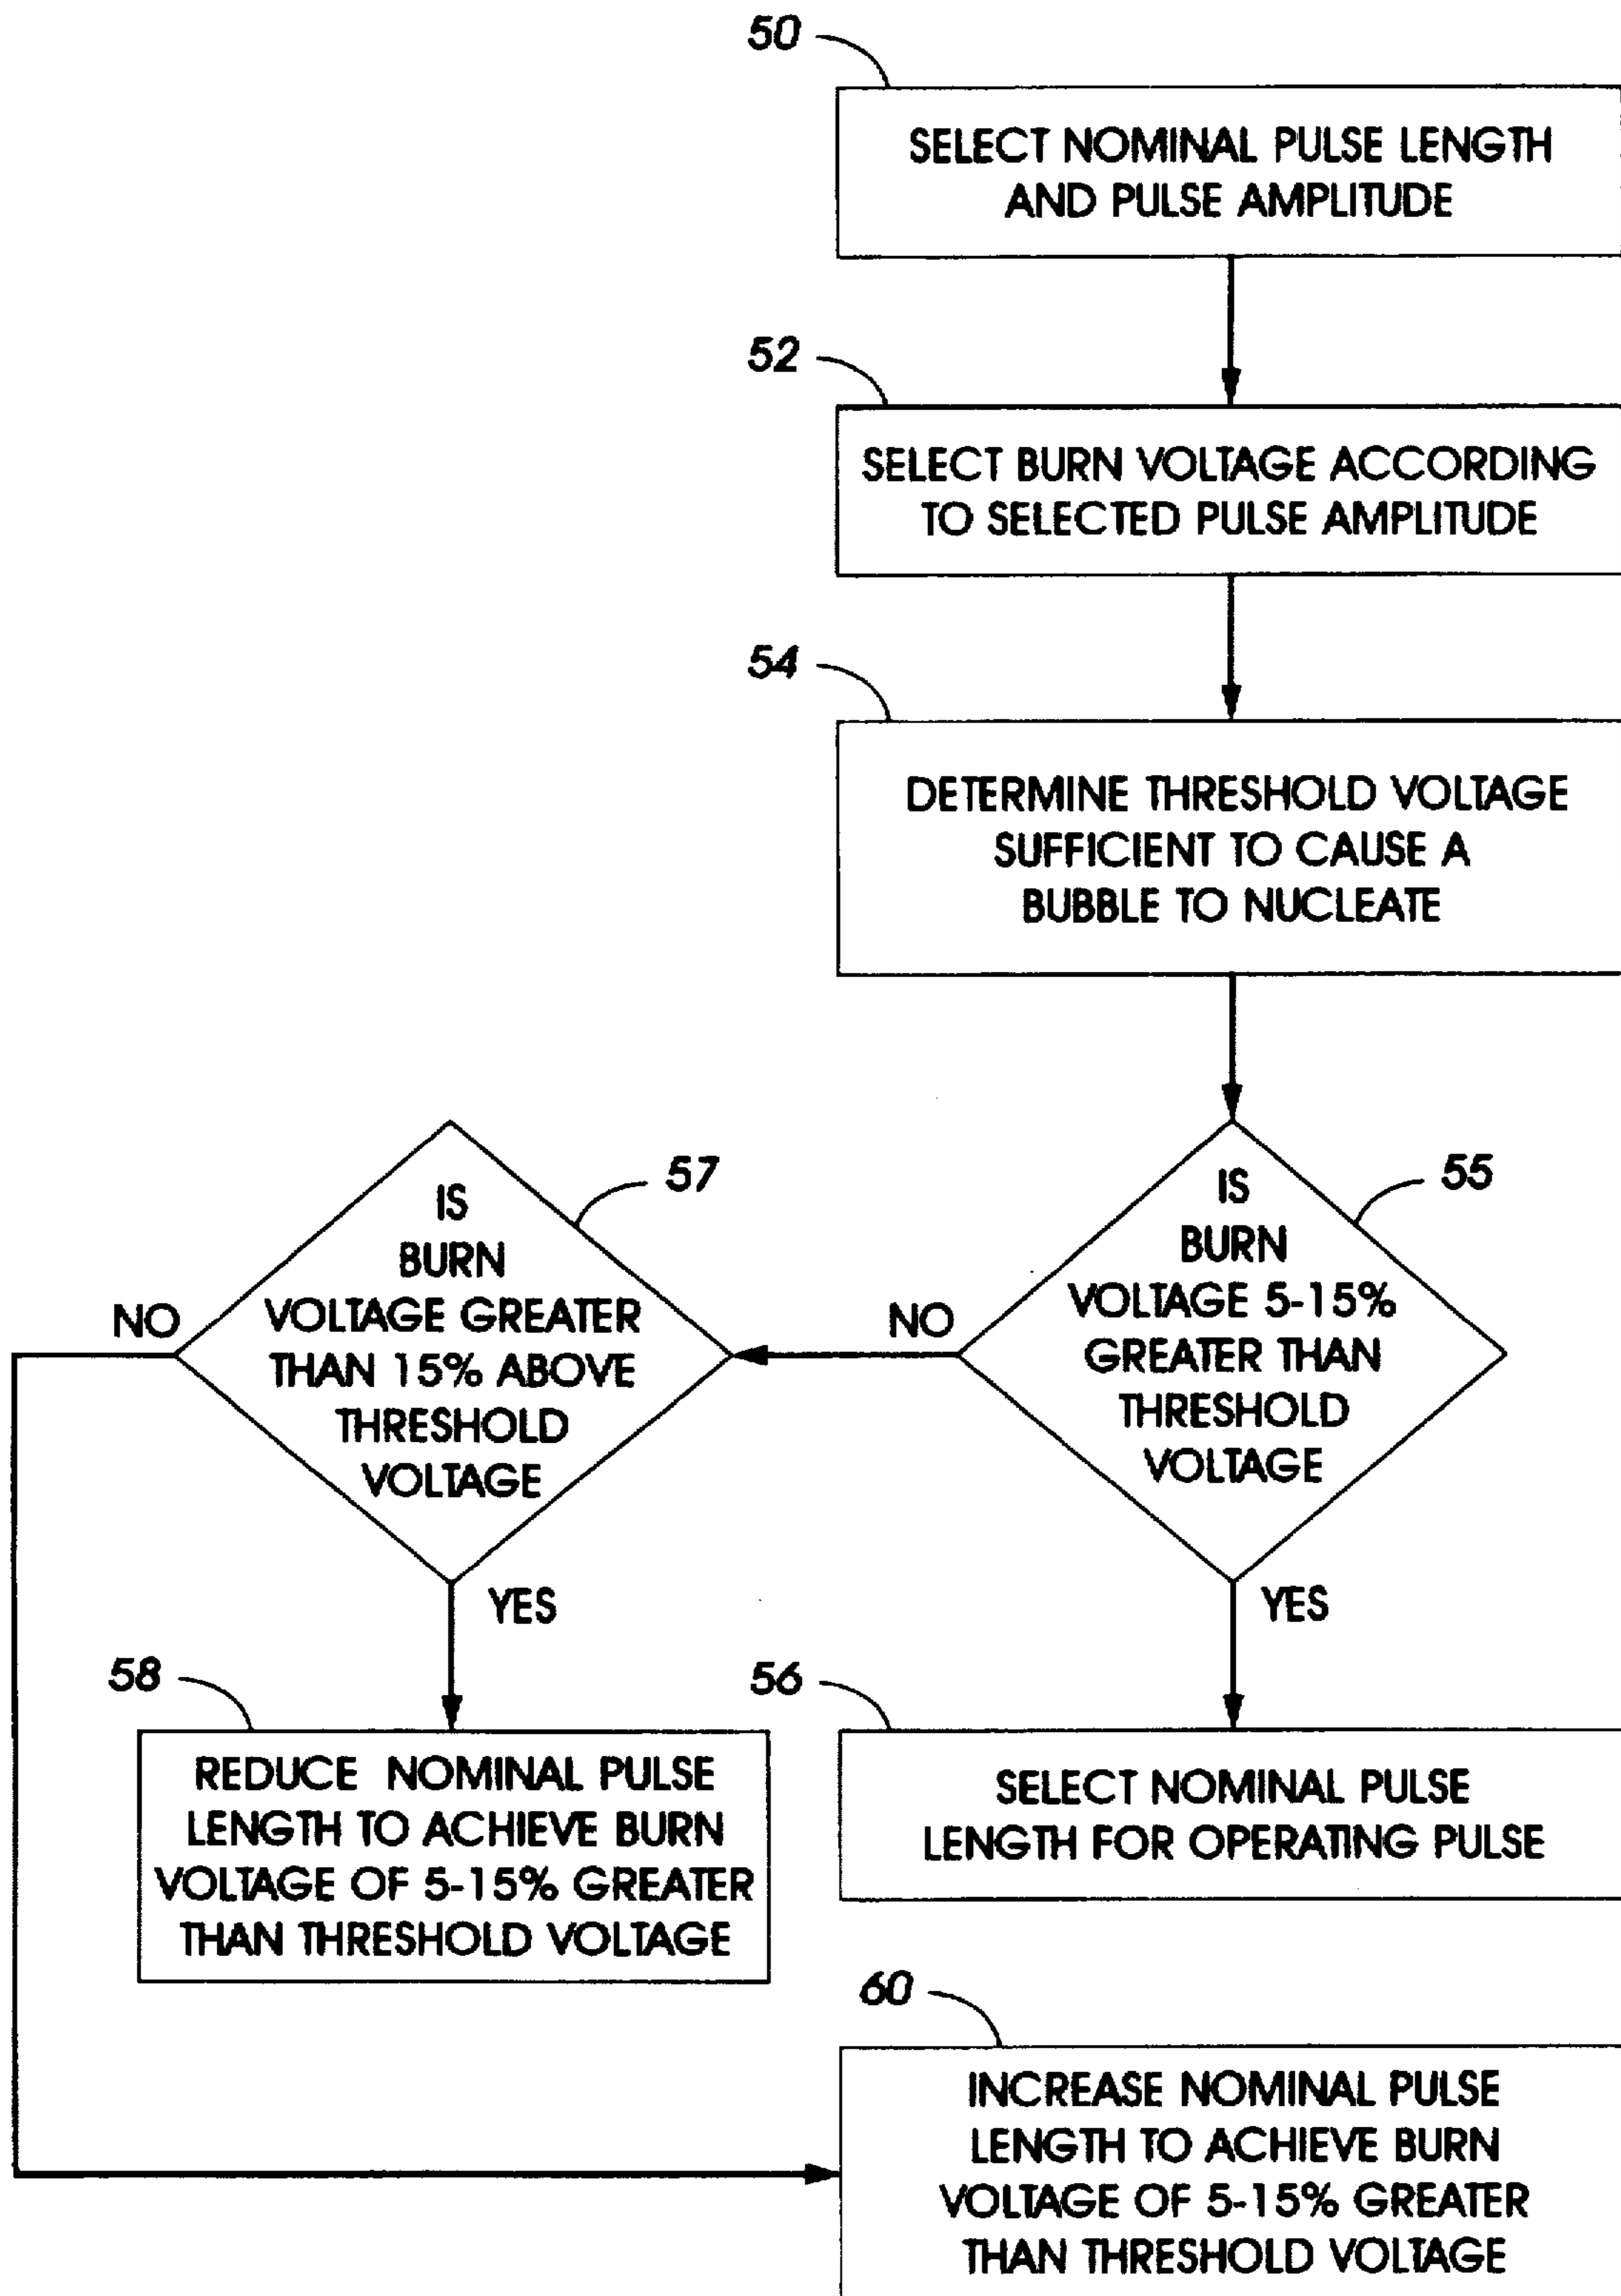 50
SELECT NOMINAL PULSE LENGTH
AND PULSE AMPLITUDE
52
SELECT BURN VOLTAGE ACCORDING
TO SELECTED PULSE AMPLITUDE
54
DETERMINE THRESHOLD VOLTAGE
SUFFICIENT TO CAUSE A
BUBBLE TO NUCLEATE
55
IS
BURN
VOLTAGE 5-15%
GREATER THAN
THRESHOLD
VOLTAGE
NO
YES
57
IS
BURN
VOLTAGE GREATER
THAN 15% ABOVE
THRESHOLD
VOLTAGE
NO
YES
58
REDUCE NOMINAL PULSE
LENGTH TO ACHIEVE BURN
VOLTAGE OF 5-15% GREATER
THAN THRESHOLD VOLTAGE
56
SELECT NOMINAL PULSE
LENGTH FOR OPERATING PULSE
60
INCREASE NOMINAL PULSE
LENGTH TO ACHIEVE BURN
VOLTAGE OF 5-15% GREATER
THAN THRESHOLD VOLTAGE